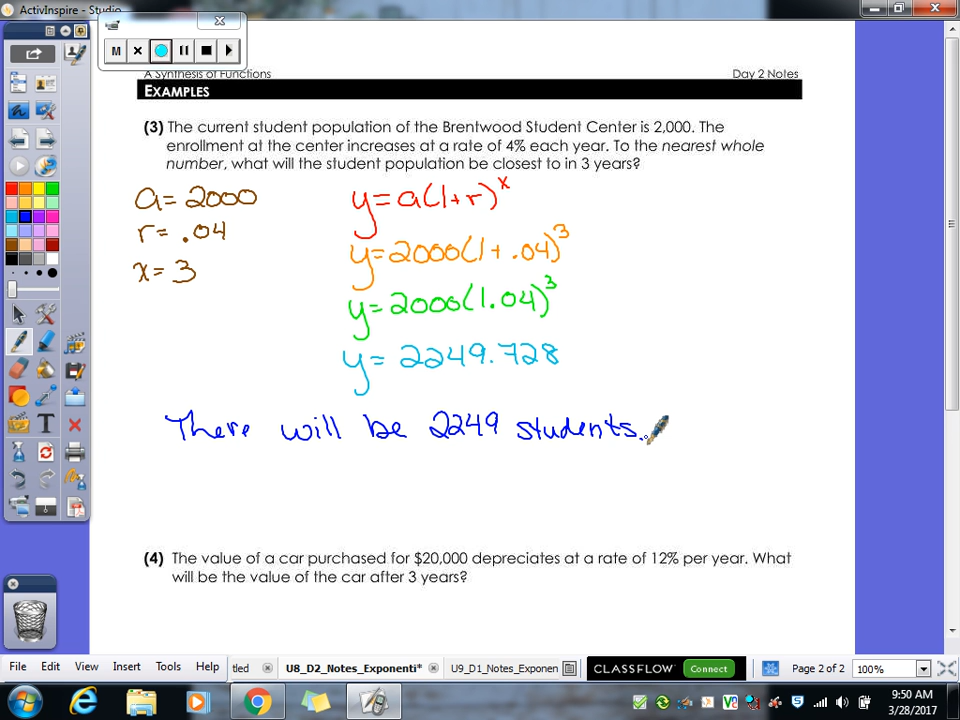 ActivInspire - Studio
M
A Synthesis of Functions Day 2 Notes
EXAMPLES
(3) The current student population of the Brentwood Student Center is 2,000. The
enrollment at the center increases at a rate of 4% each year. To the nearest whole
number, what will the student population be closest to in 3 years?
a= 2000
r= .04
x= 3
y= a(1+r)^x
y=2000(1+.04)^3
y=2000(1.04)^3
y= 2249.728
There will be 2249 students.
(4) The value of a car purchased for $20,000 depreciates at a rate of 12% per year. What
will be the value of the car after 3 years?
File Edit View Insert Tools Help tled U8_D2_Notes_Exponenti* U9_D1_Notes_Exponen CLASSFLOW Connect Page 2 of 2 100%
9:50 AM
3/28/2017